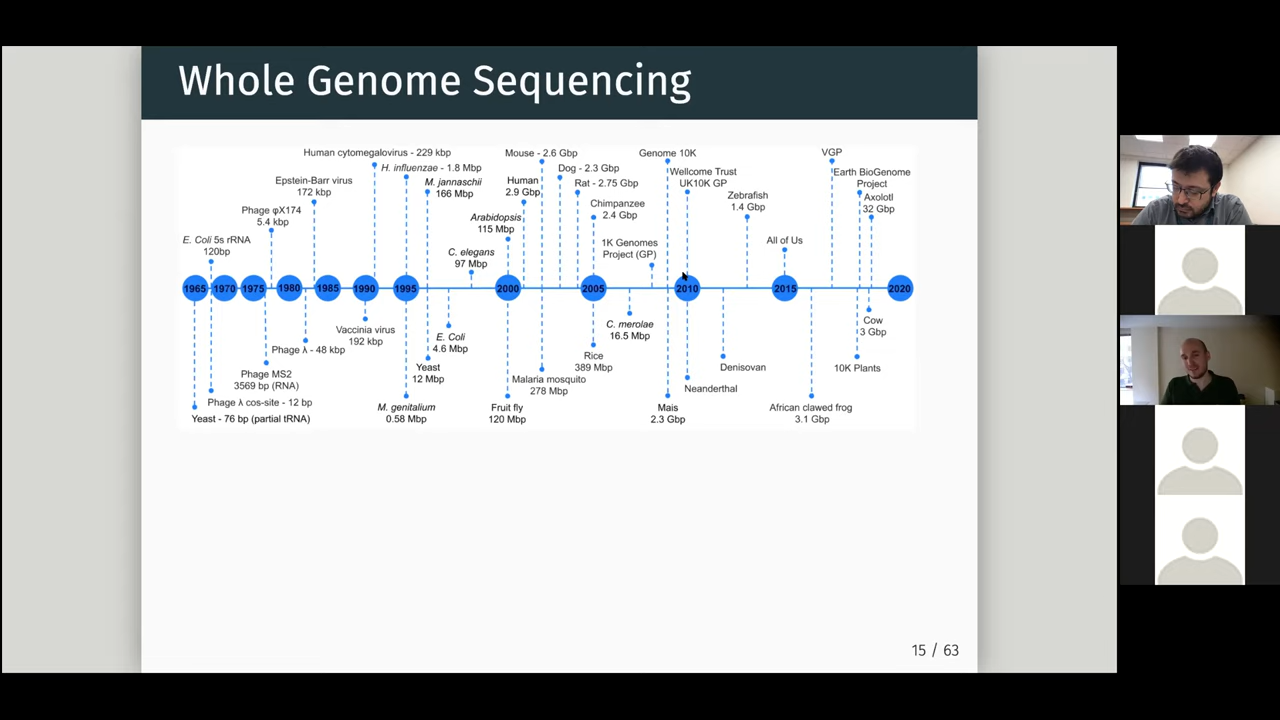 Whole Genome Sequencing
Human cytomegalovirus - 229 kbp
Mouse - 2.6 Gbp
Genome 10K
VGP
H. influenzae - 1.8 Mbp
Dog - 2.3 Gbp
Wellcome Trust
UK10K GP
Earth BioGenome
Project
Epstein-Barr virus
172 kbp
M. jannaschii
166 Mbp
Human
2.9 Gbp
Rat - 2.75 Gbp
Zebrafish
1.4 Gbp
Axolotl
32 Gbp
Phage φX174
5.4 kbp
Arabidopsis
115 Mbp
Chimpanzee
2.4 Gbp
E. Coli 5s rRNA
120bp
C. elegans
97 Mbp
1K Genomes
Project (GP)
All of Us
1965
1970
1975
1980
1985
1990
1995
2000
2005
2010
2015
2020
Vaccinia virus
192 kbp
E. Coli
4.6 Mbp
C. merolae
16.5 Mbp
Cow
3 Gbp
Phage λ - 48 kbp
Yeast
12 Mbp
Rice
389 Mbp
Denisovan
10K Plants
Phage MS2
3569 bp (RNA)
Malaria mosquito
278 Mbp
Neanderthal
Phage λ cos-site - 12 bp
Yeast - 76 bp (partial tRNA)
M. genitalium
0.58 Mbp
Fruit fly
120 Mbp
Mais
2.3 Gbp
African clawed frog
3.1 Gbp
15 / 63